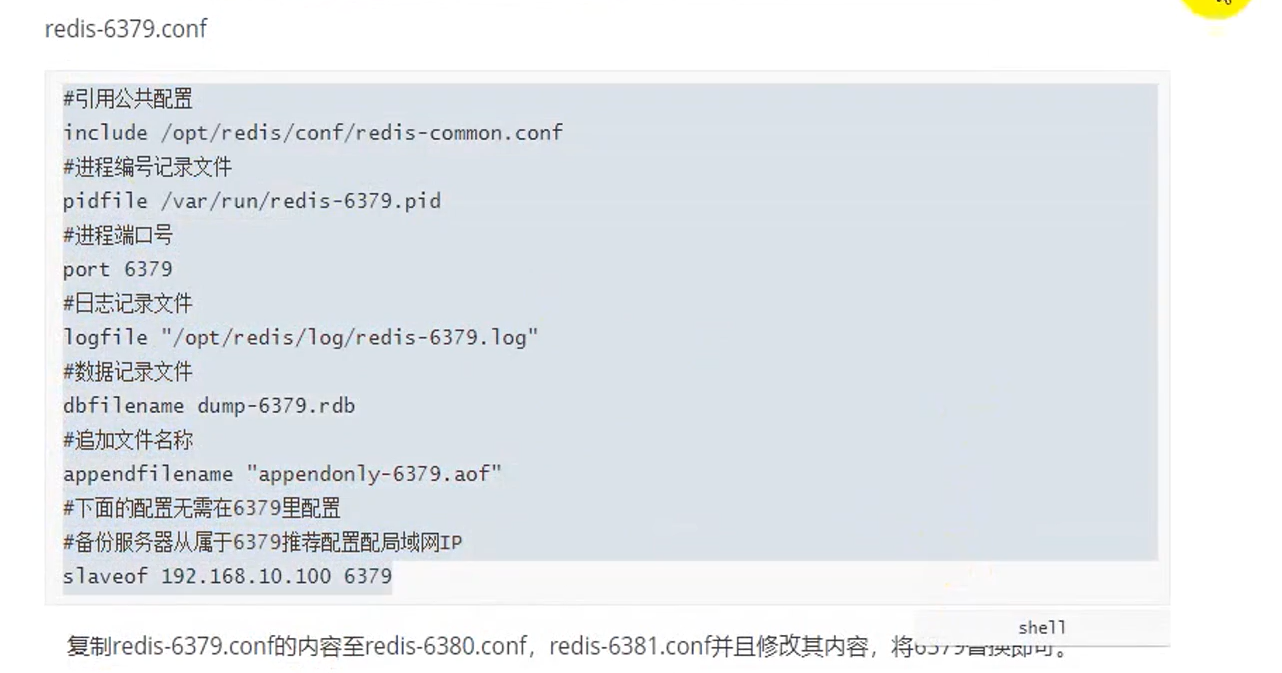 redis-6379.conf
#引用公共配置
include /opt/redis/conf/redis-common.conf
#进程编号记录文件
pidfile /var/run/redis-6379.pid
#进程端口号
port 6379
#日志记录文件
logfile "/opt/redis/log/redis-6379.log"
#数据记录文件
dbfilename dump-6379.rdb
#追加文件名称
appendfilename "appendonly-6379.aof"
#下面的配置无需在6379里配置
#备份服务器从属于6379推荐配置配局域网IP
slaveof 192.168.10.100 6379
shell
复制redis-6379.conf的内容至redis-6380.conf，redis-6381.conf并且修改其内容，将6379替换即可。